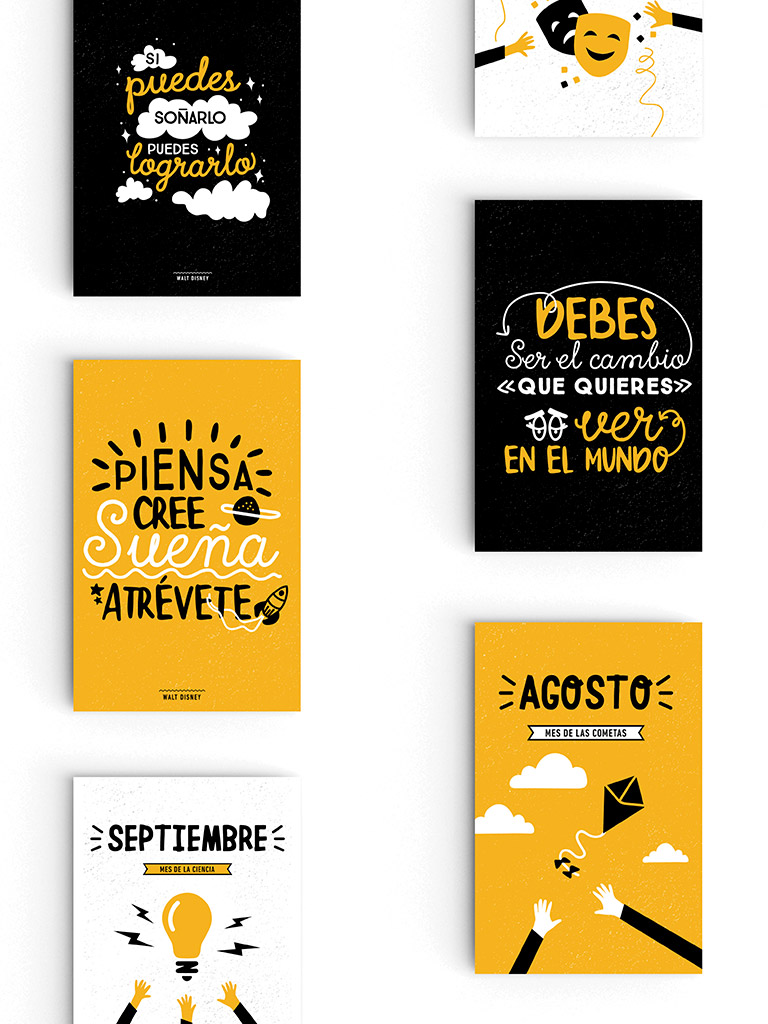 SI
puedes
SOÑARLO
PUEDES
lograrlo
WALT DISNEY
DEBES
Ser el cambio
«QUE QUIERES»
ver
EN EL MUNDO
PIENSA
CREE
Sueña
ATRÉVETE
WALT DISNEY
AGOSTO
MES DE LAS COMETAS
SEPTIEMBRE
MES DE LA CIENCIA